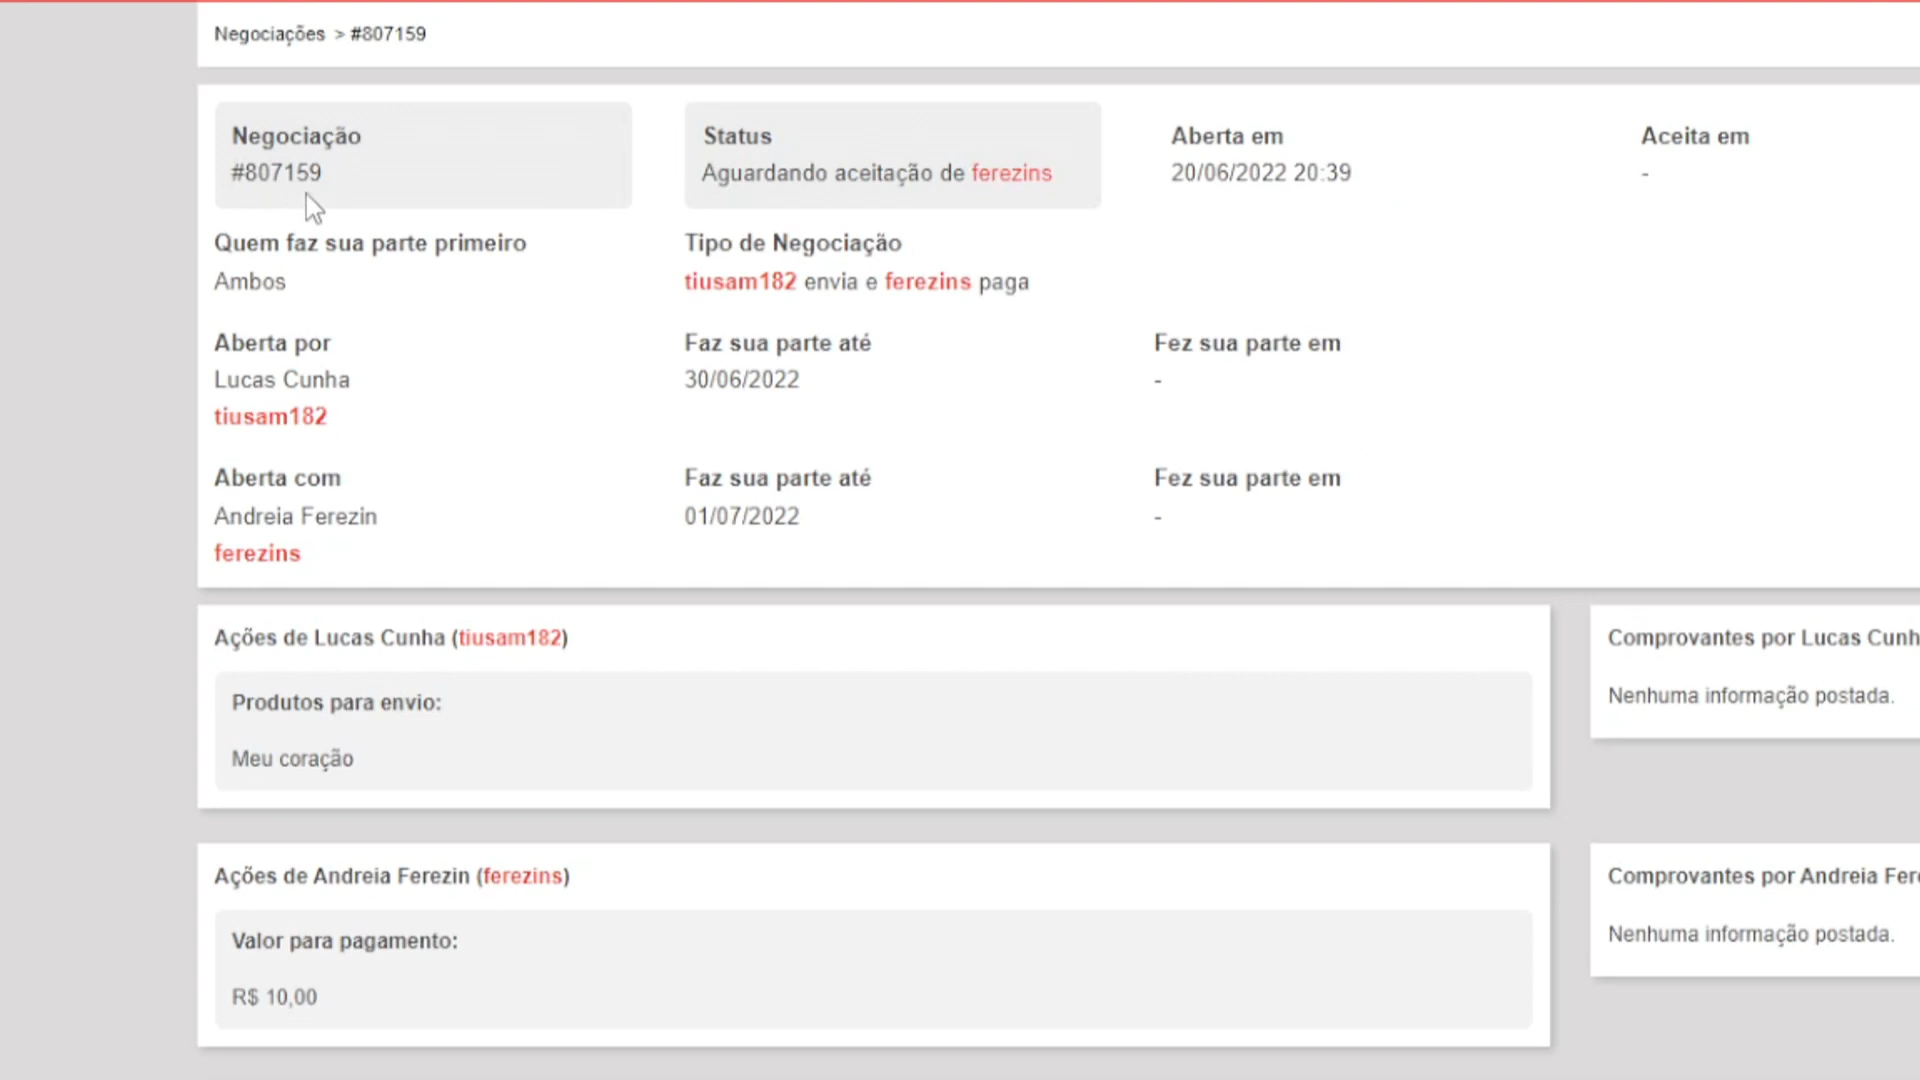 Negociações > #807159
Negociação
#807159
Status
Aguardando aceitação de ferezins
Aberta em
20/06/2022 20:39
Aceita em
-
Quem faz sua parte primeiro
Ambos
Tipo de Negociação
tiusam182 envia e ferezins paga
Aberta por
Lucas Cunha
tiusam182
Faz sua parte até
30/06/2022
Fez sua parte em
-
Aberta com
Andreia Ferezin
ferezins
Faz sua parte até
01/07/2022
Fez sua parte em
-
Ações de Lucas Cunha (tiusam182)
Produtos para envio:
Meu coração
Comprovantes por Lucas Cunh
Nenhuma informação postada.
Ações de Andreia Ferezin (ferezins)
Valor para pagamento:
R$ 10,00
Comprovantes por Andreia Fer
Nenhuma informação postada.